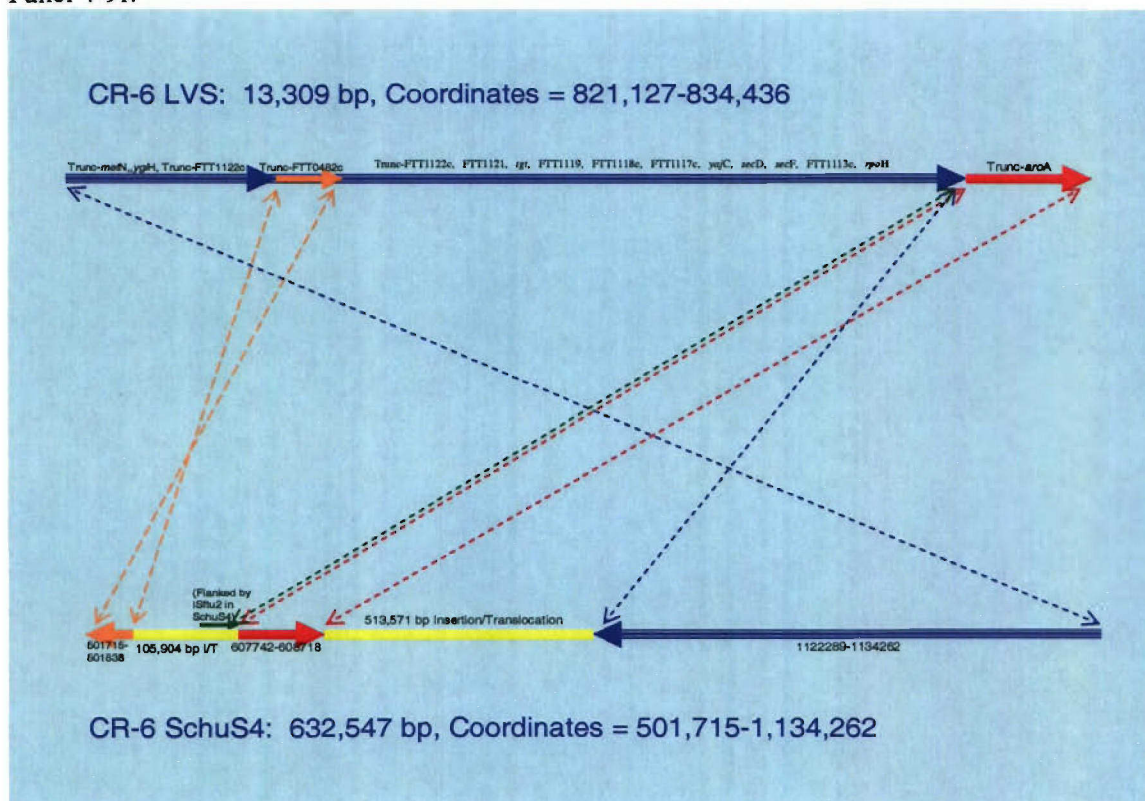 CR-6 LVS: 13,309 bp, Coordinates = 821,127-834,436
Trunc-metN, yglH, Trunc-FTT1122c Trunc-FTT0482c Trunc-FTT1122c, FTT1121, tgt, FTT1119, FTT1118c, FTT1117c, yajC, secD, secF, FTT1113c, rpoH Trunc-aroA
(Flanked by
ISftu2 in
SchuS4)
513,571 bp Insertion/Translocation
501715-
501838
105,904 bp I/T 607742-608718
1122289-1134262
CR-6 SchuS4: 632,547 bp, Coordinates = 501,715-1,134,262